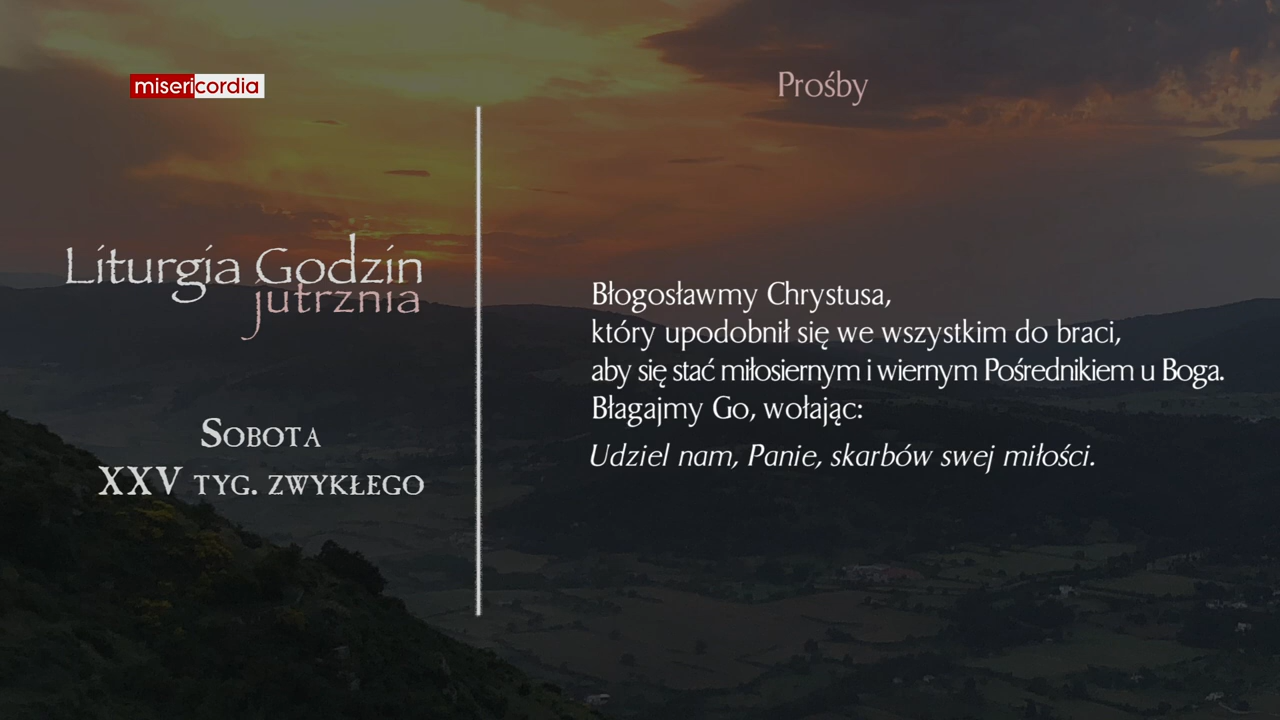 misericordia
Liturgia Godzin
jutrznia
Sobota
XXV tyg. zwykłego
Prośby
Błogosławmy Chrystusa,
który upodobnił się we wszystkim do braci,
aby się stać miłosiernym i wiernym Pośrednikiem u Boga.
Błagajmy Go, wołając:
Udziel nam, Panie, skarbów swej miłości.